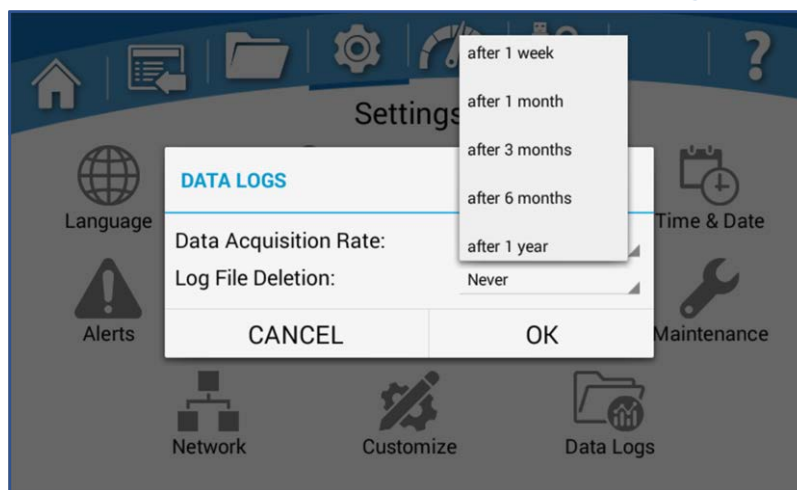 ?
Settings
after 1 week
after 1 month
after 3 months
after 6 months
after 1 year
DATA LOGS
Data Acquisition Rate:
Log File Deletion:
Never
CANCEL
OK
Language
Time & Date
Alerts
Maintenance
Network
Customize
Data Logs